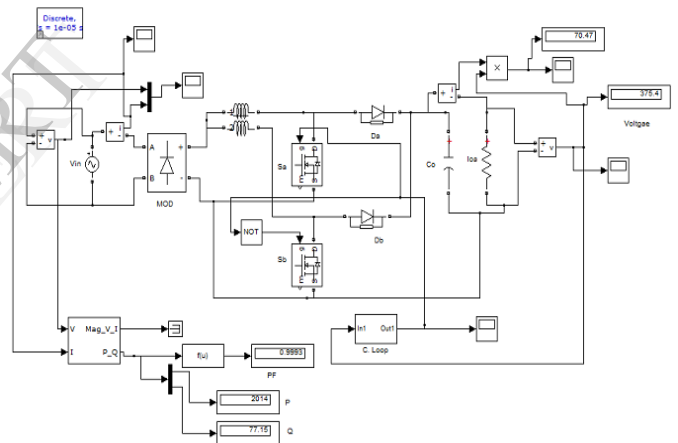 Discrete,
s = 1e-05 s
70.47
×
375.4
Voltgae
+
-
v
+
-
i
Vin
A
B
+
-
MOD
Da
Sa
g
D
S
m
+
-
i
Co
loa
+
-
v
NOT
Sb
g
D
S
m
Db
In1
Out1
C. Loop
V
I
Mag_V_I
P_Q
f(u)
0.9993
PF
2014
P
77.15
Q